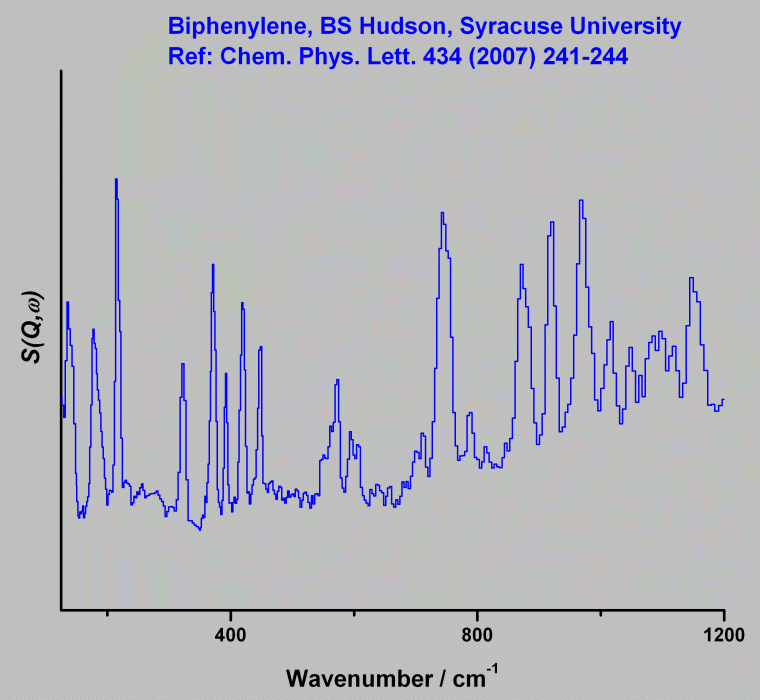 Biphenylene, BS Hudson, Syracuse University
Ref: Chem. Phys. Lett. 434 (2007) 241-244
S(Q,ω)
400 800 1200
Wavenumber / cm⁻¹